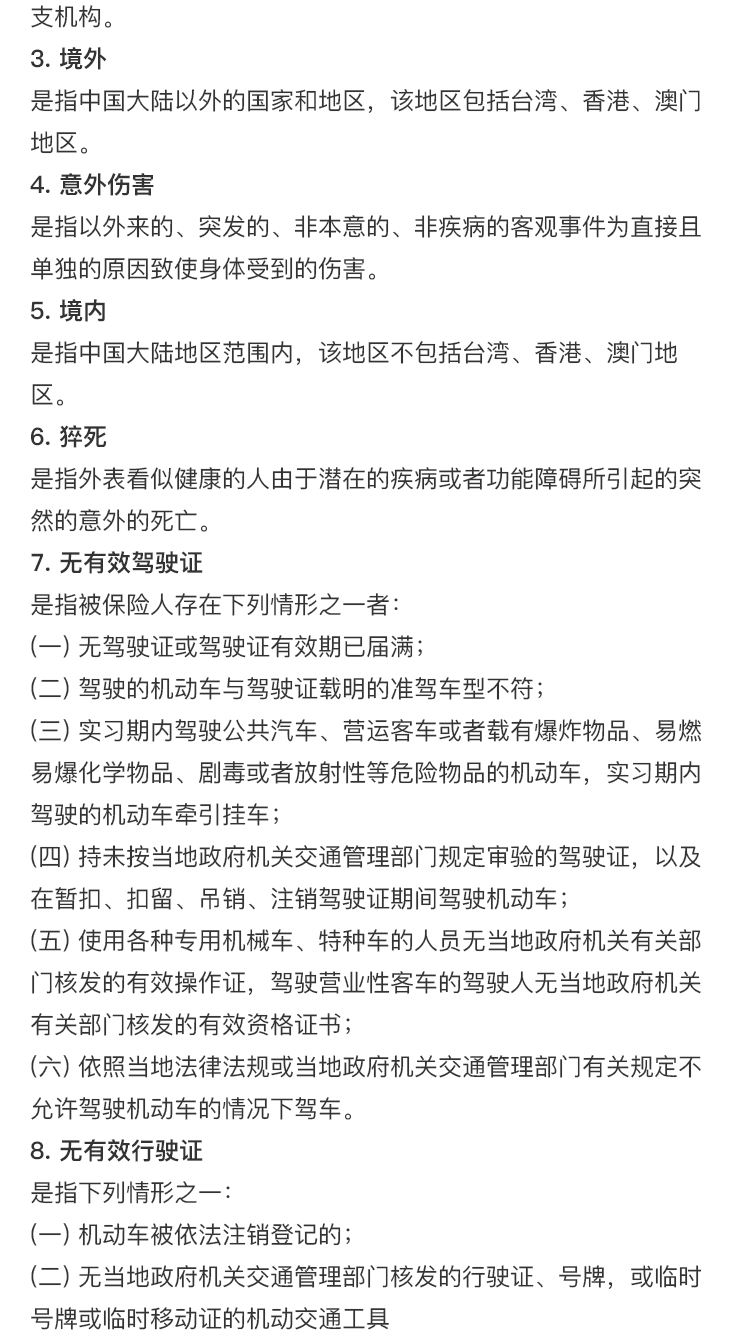 支机构。
3. 境外
是指中国大陆以外的国家和地区，该地区包括台湾、香港、澳门
地区。
4. 意外伤害
是指以外来的、突发的、非本意的、非疾病的客观事件为直接且
单独的原因致使身体受到的伤害。
5. 境内
是指中国大陆地区范围内，该地区不包括台湾、香港、澳门地
区。
6. 猝死
是指外表看似健康的人由于潜在的疾病或者功能障碍所引起的突
然的意外的死亡。
7. 无有效驾驶证
是指被保险人存在下列情形之一者：
(一) 无驾驶证或驾驶证有效期已届满；
(二) 驾驶的机动车与驾驶证载明的准驾车型不符；
(三) 实习期内驾驶公共汽车、营运客车或者载有爆炸物品、易燃
易爆化学物品、剧毒或者放射性等危险物品的机动车，实习期内
驾驶的机动车牵引挂车；
(四) 持未按当地政府机关交通管理部门规定审验的驾驶证，以及
在暂扣、扣留、吊销、注销驾驶证期间驾驶机动车；
(五) 使用各种专用机械车、特种车的人员无当地政府机关有关部
门核发的有效操作证，驾驶营业性客车的驾驶人无当地政府机关
有关部门核发的有效资格证书；
(六) 依照当地法律法规或当地政府机关交通管理部门有关规定不
允许驾驶机动车的情况下驾车。
8. 无有效行驶证
是指下列情形之一：
(一) 机动车被依法注销登记的；
(二) 无当地政府机关交通管理部门核发的行驶证、号牌，或临时
号牌或临时移动证的机动交通工具